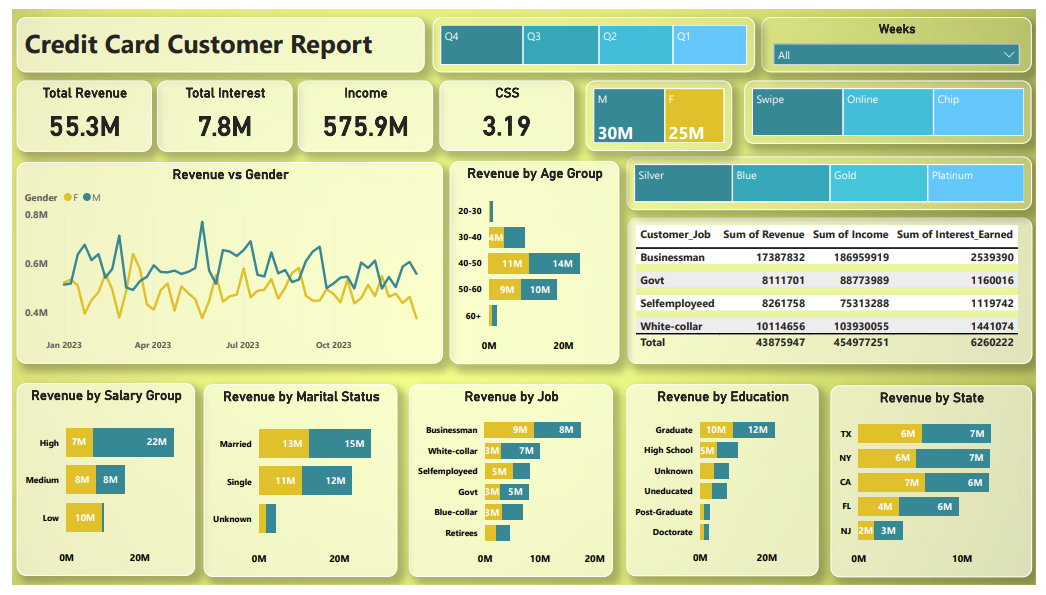 Credit Card Customer Report
Q4 Q3 Q2 Q1
Weeks
All
Total Revenue
55.3M
Total Interest
7.8M
Income
575.9M
CSS
3.19
M F
30M 25M
Swipe Online Chip
Revenue vs Gender
Gender F M
0.8M
0.6M
0.4M
Jan 2023 Apr 2023 Jul 2023 Oct 2023
Revenue by Age Group
20-30
30-40 4M
40-50 11M 14M
50-60 9M 10M
60+
0M 20M
Silver Blue Gold Platinum
Customer_Job Sum of Revenue Sum of Income Sum of Interest_Earned
Businessman 17387832 186959919 2539390
Govt 8111701 88773989 1160016
Selfemployeed 8261758 75313288 1119742
White-collar 10114656 103930055 1441074
Total 43875947 454977251 6260222
Revenue by Salary Group
High 7M 22M
Medium 8M 8M
Low 10M
0M 20M
Revenue by Marital Status
Married 13M 15M
Single 11M 12M
Unknown
0M 20M
Revenue by Job
Businessman 9M 8M
White-collar 3M 7M
Selfemployeed 5M
Govt 3M 5M
Blue-collar 3M
Retirees
0M 10M 20M
Revenue by Education
Graduate 10M 12M
High School 5M
Unknown
Uneducated
Post-Graduate
Doctorate
0M 20M
Revenue by State
TX 6M 7M
NY 6M 7M
CA 7M 6M
FL 4M 6M
NJ 2M 3M
0M 10M